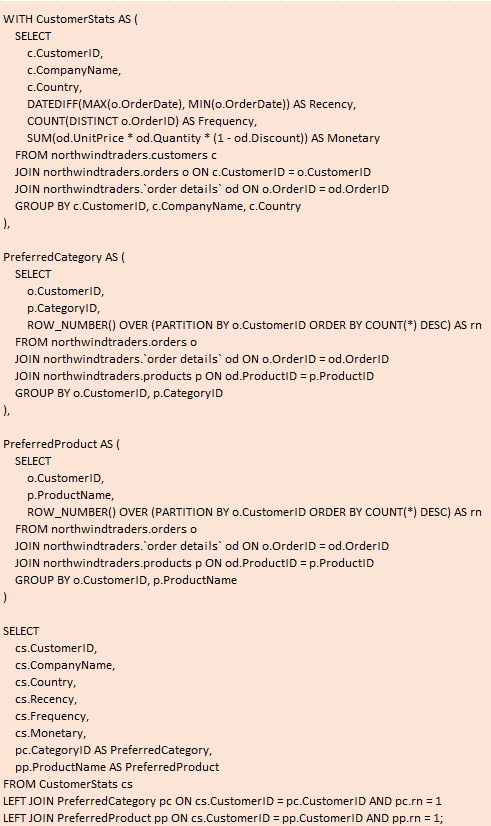 WITH CustomerStats AS (
SELECT
c.CustomerID,
c.CompanyName,
c.Country,
DATEDIFF(MAX(o.OrderDate), MIN(o.OrderDate)) AS Recency,
COUNT(DISTINCT o.OrderID) AS Frequency,
SUM(od.UnitPrice * od.Quantity * (1 - od.Discount)) AS Monetary
FROM northwindtraders.customers c
JOIN northwindtraders.orders o ON c.CustomerID = o.CustomerID
JOIN northwindtraders.`order details` od ON o.OrderID = od.OrderID
GROUP BY c.CustomerID, c.CompanyName, c.Country
),
PreferredCategory AS (
SELECT
o.CustomerID,
p.CategoryID,
ROW_NUMBER() OVER (PARTITION BY o.CustomerID ORDER BY COUNT(*) DESC) AS rn
FROM northwindtraders.orders o
JOIN northwindtraders.`order details` od ON o.OrderID = od.OrderID
JOIN northwindtraders.products p ON od.ProductID = p.ProductID
GROUP BY o.CustomerID, p.CategoryID
),
PreferredProduct AS (
SELECT
o.CustomerID,
p.ProductName,
ROW_NUMBER() OVER (PARTITION BY o.CustomerID ORDER BY COUNT(*) DESC) AS rn
FROM northwindtraders.orders o
JOIN northwindtraders.`order details` od ON o.OrderID = od.OrderID
JOIN northwindtraders.products p ON od.ProductID = p.ProductID
GROUP BY o.CustomerID, p.ProductName
)
SELECT
cs.CustomerID,
cs.CompanyName,
cs.Country,
cs.Recency,
cs.Frequency,
cs.Monetary,
pc.CategoryID AS PreferredCategory,
pp.ProductName AS PreferredProduct
FROM CustomerStats cs
LEFT JOIN PreferredCategory pc ON cs.CustomerID = pc.CustomerID AND pc.rn = 1
LEFT JOIN PreferredProduct pp ON cs.CustomerID = pp.CustomerID AND pp.rn = 1;